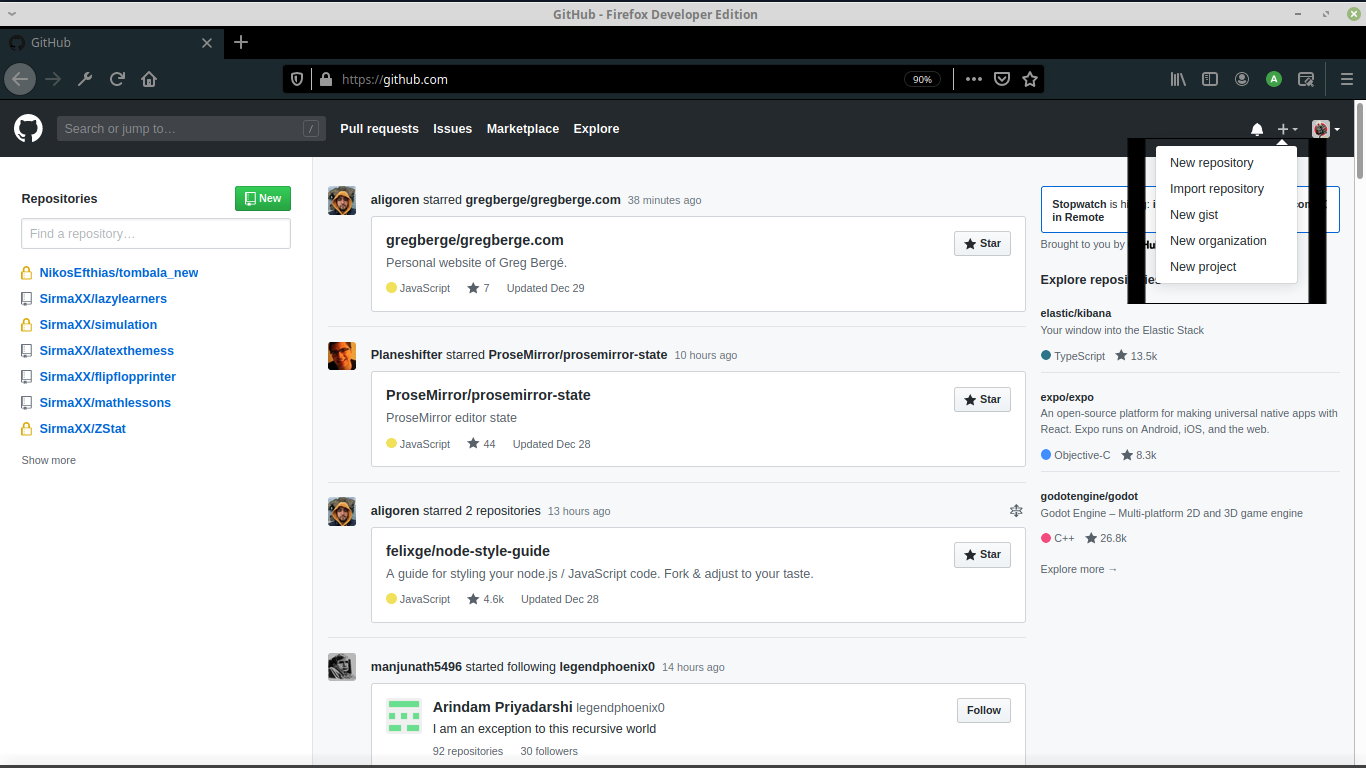 GitHub - Firefox Developer Edition
GitHub
https://github.com
90%
A
Search or jump to…
/
Pull requests
Issues
Marketplace
Explore
New repository
Import repository
New gist
New organization
New project
Repositories
New
Find a repository…
NikosEfthias/tombala_new
SirmaXX/lazylearners
SirmaXX/simulation
SirmaXX/latexthemess
SirmaXX/flipflopprinter
SirmaXX/mathlessons
SirmaXX/ZStat
Show more
aligoren starred gregberge/gregberge.com 38 minutes ago
gregberge/gregberge.com
Star
Personal website of Greg Bergé.
JavaScript 7 Updated Dec 29
Planeshifter starred ProseMirror/prosemirror-state 10 hours ago
ProseMirror/prosemirror-state
Star
ProseMirror editor state
JavaScript 44 Updated Dec 28
aligoren starred 2 repositories 13 hours ago
felixge/node-style-guide
Star
A guide for styling your node.js / JavaScript code. Fork & adjust to your taste.
JavaScript 4.6k Updated Dec 28
manjunath5496 started following legendphoenix0 14 hours ago
Arindam Priyadarshi legendphoenix0
Follow
I am an exception to this recursive world
92 repositories 30 followers
Stopwatch is
in Remote
Brought to you by
Explore
elastic/kibana
Your window into the Elastic Stack
TypeScript 13.5k
expo/expo
An open-source platform for making universal native apps with
React. Expo runs on Android, iOS, and the web.
Objective-C 8.3k
godotengine/godot
Godot Engine – Multi-platform 2D and 3D game engine
C++ 26.8k
Explore more →